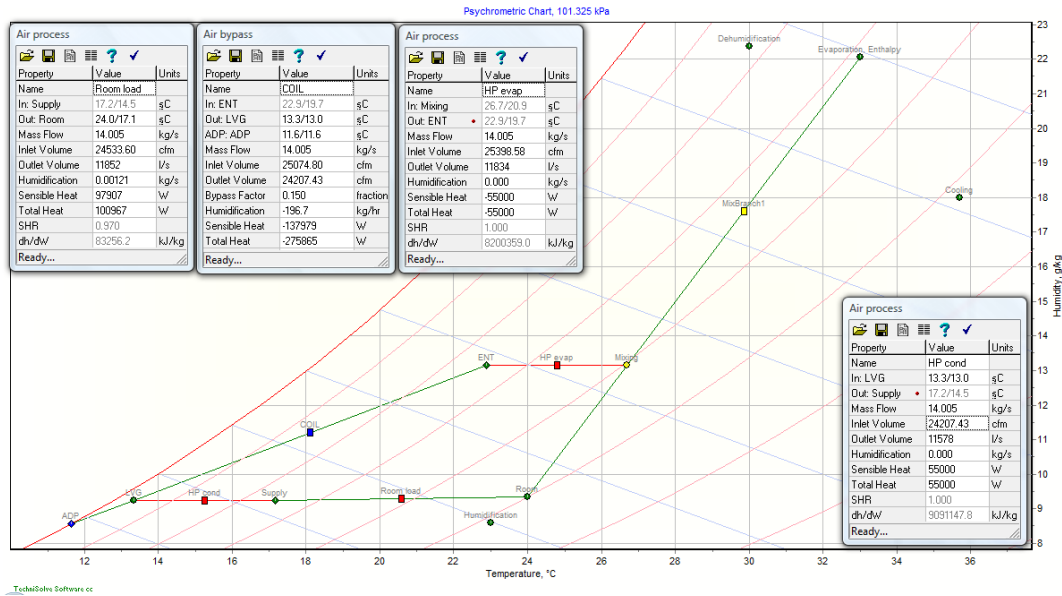 Psychrometric Chart, 101.325 kPa
Air process
Property Value Units
Name Room load
In: Supply 17.2/14.5 §C
Out: Room 24.0/17.1 §C
Mass Flow 14.005 kg/s
Inlet Volume 24533.60 cfm
Outlet Volume 11852 l/s
Humidification 0.00121 kg/s
Sensible Heat 97907 W
Total Heat 100967 W
SHR 0.970
dh/dW 83256.2 kJ/kg
Ready...
Air bypass
Property Value Units
Name COIL
In: ENT 22.9/19.7 §C
Out: LVG 13.3/13.0 §C
ADP: ADP 11.6/11.6 §C
Mass Flow 14.005 kg/s
Inlet Volume 25074.80 cfm
Outlet Volume 24207.43 cfm
Bypass Factor 0.150 fraction
Humidification -196.7 kg/hr
Sensible Heat -137979 W
Total Heat -275865 W
Ready...
Air process
Property Value Units
Name HP evap
In: Mixing 26.7/20.9 §C
Out: ENT 22.9/19.7 §C
Mass Flow 14.005 kg/s
Inlet Volume 25398.58 cfm
Outlet Volume 11834 l/s
Humidification 0.000 kg/s
Sensible Heat -55000 W
Total Heat -55000 W
SHR 1.000
dh/dW 8200359.0 kJ/kg
Ready...
Dehumidification
Evaporation, Enthalpy
Cooling
MixBranch1
ENT
HP evap
Mixing
COIL
LVG
HP cond
Supply
Room load
Room
ADP
Humidification
Air process
Property Value Units
Name HP cond
In: LVG 13.3/13.0 §C
Out: Supply 17.2/14.5 §C
Mass Flow 14.005 kg/s
Inlet Volume 24207.43 cfm
Outlet Volume 11578 l/s
Humidification 0.000 kg/s
Sensible Heat 55000 W
Total Heat 55000 W
SHR 1.000
dh/dW 9091147.8 kJ/kg
Ready...
23
22
21
20
19
18
17
16
15
14
13
12
11
10
9
8
Humidity, g/kg
12 14 16 18 20 22 24 26 28 30 32 34 36
Temperature, °C
TechniSolve Software cc